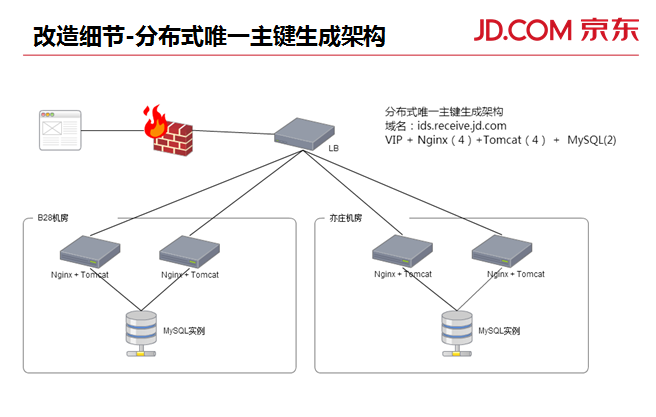 改造细节-分布式唯一主键生成架构
JD.COM 京东
分布式唯一主键生成架构
域名：ids.receive.jd.com
VIP + Nginx（4）+Tomcat（4） + MySQL(2)
LB
B28机房
亦庄机房
Nginx + Tomcat
Nginx + Tomcat
Nginx + Tomcat
Nginx + Tomcat
MySQL实例
MySQL实例